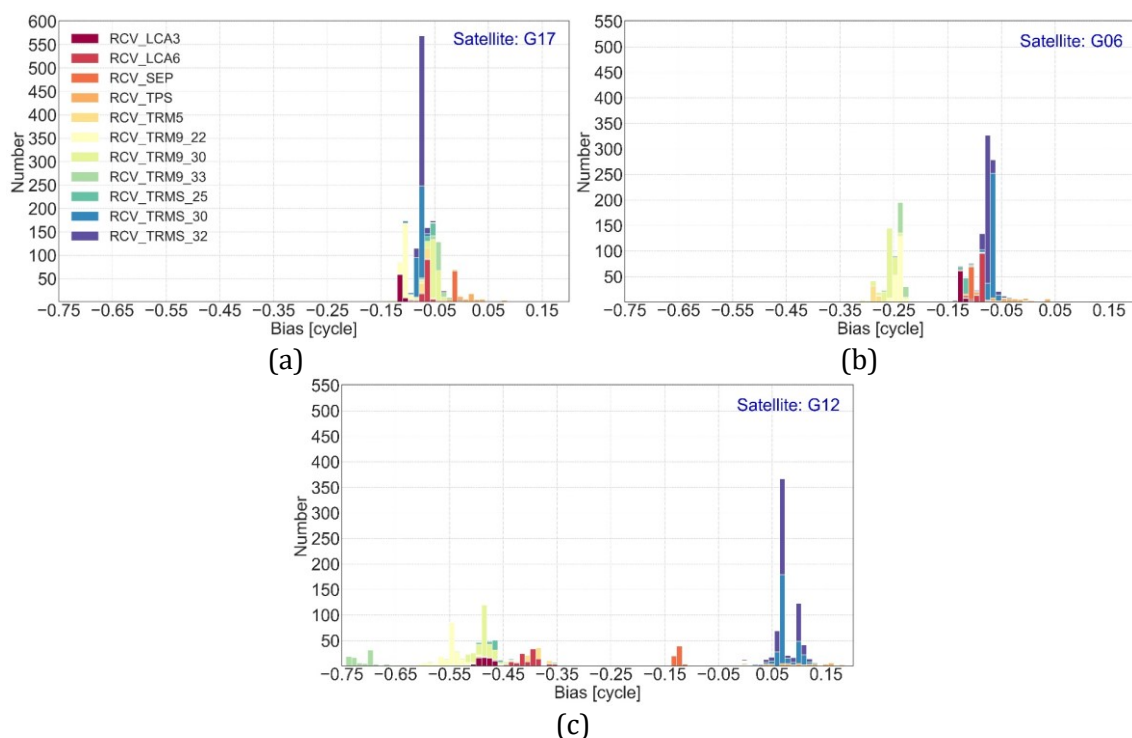 600
550
500
450
400
350
300
250
200
150
100
50
Number
RCV_LCA3
RCV_LCA6
RCV_SEP
RCV_TPS
RCV_TRM5
RCV_TRM9_22
RCV_TRM9_30
RCV_TRM9_33
RCV_TRMS_25
RCV_TRMS_30
RCV_TRMS_32
Satellite: G17
−0.75 −0.65 −0.55 −0.45 −0.35 −0.25 −0.15 −0.05 0.05 0.15
Bias [cycle]
(a)
550
500
450
400
350
300
250
200
150
100
50
Number
Satellite: G06
−0.75 −0.65 −0.55 −0.45 −0.35 −0.25 −0.15 −0.05 0.05 0.15
Bias [cycle]
(b)
550
500
450
400
350
300
250
200
150
100
50
Number
Satellite: G12
−0.75 −0.65 −0.55 −0.45 −0.35 −0.25 −0.15 −0.05 0.05 0.15
Bias [cycle]
(c)